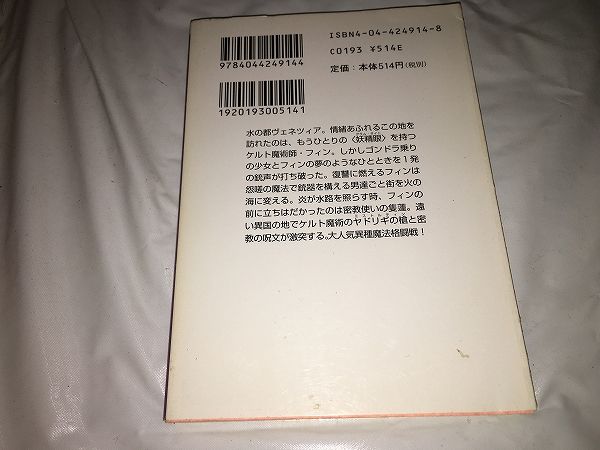 9784044249144
1920193005141
ISBN4-04-424914-8
C0193 ¥514E
定価：本体514円（税別）
水の都ヴェネツィア。情緒あふれるこの地を
訪れたのは、もうひとりの〈妖精眼〉を持つ
ケルト魔術師・フィン。しかしゴンドラ乗り
の少女とフィンの夢のようなひとときを1発
の銃声が打ち破った。復讐に燃えるフィンは
怨嗟の魔法で銃器を構える男達ごと街を火の
海に変える。炎が水路を照らす時、フィンの
前に立ちはだかったのは密教使いの隻蓮。遠
い異国の地でケルト魔術のヤドリギの槍と密
教の呪文が激突する。大人気異種魔法格闘戦！